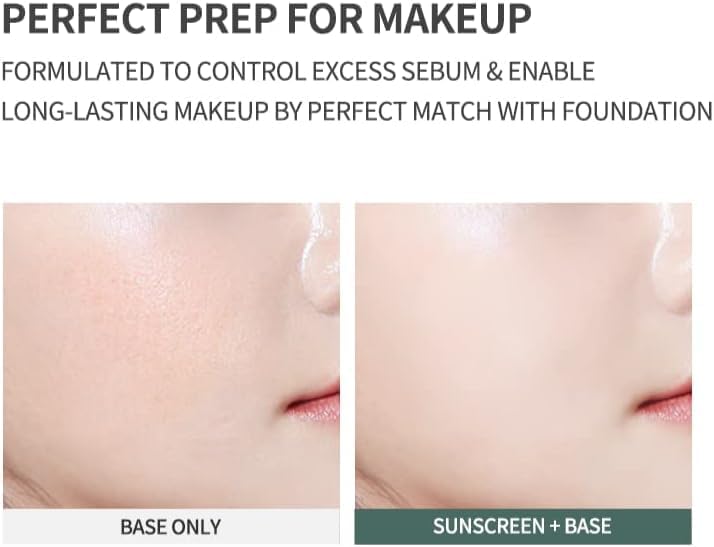 PERFECT PREP FOR MAKEUP
FORMULATED TO CONTROL EXCESS SEBUM & ENABLE
LONG-LASTING MAKEUP BY PERFECT MATCH WITH FOUNDATION
BASE ONLY
SUNSCREEN + BASE